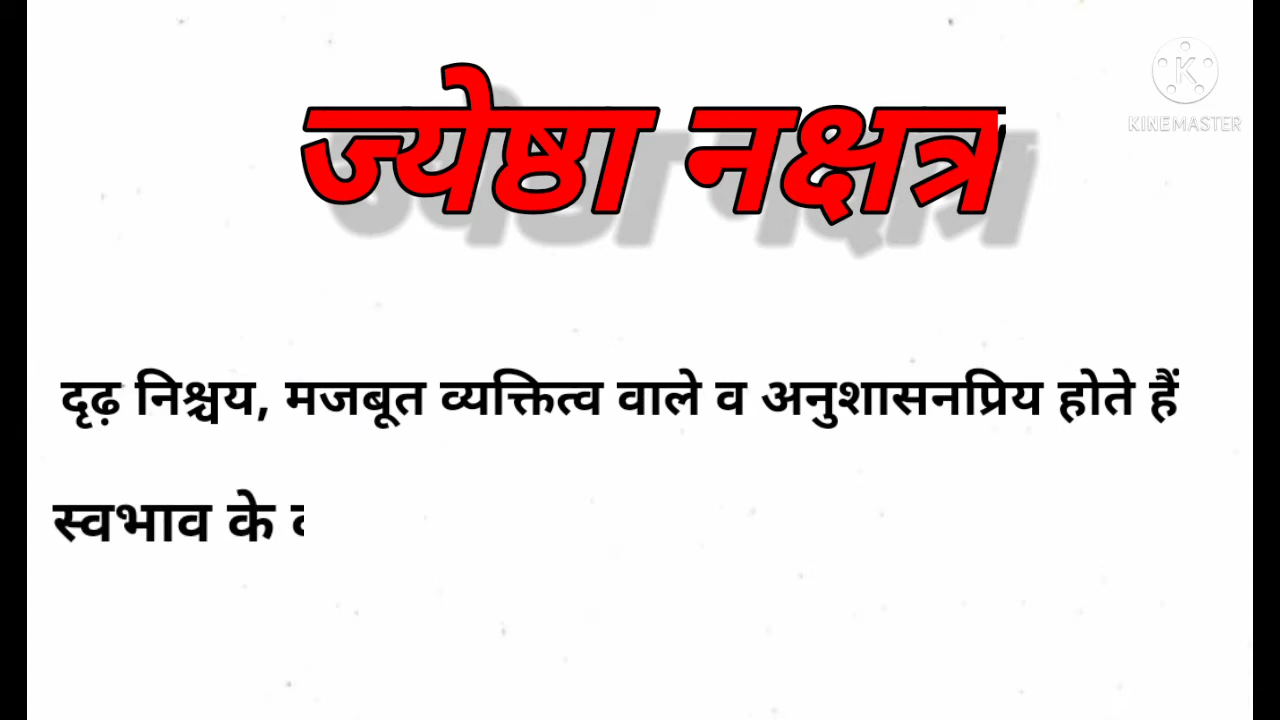 ज्येष्ठा नक्षत्र
KINEMASTER
दृढ़ निश्चय, मजबूत व्यक्तित्व वाले व अनुशासनप्रिय होते हैं
स्वभाव के